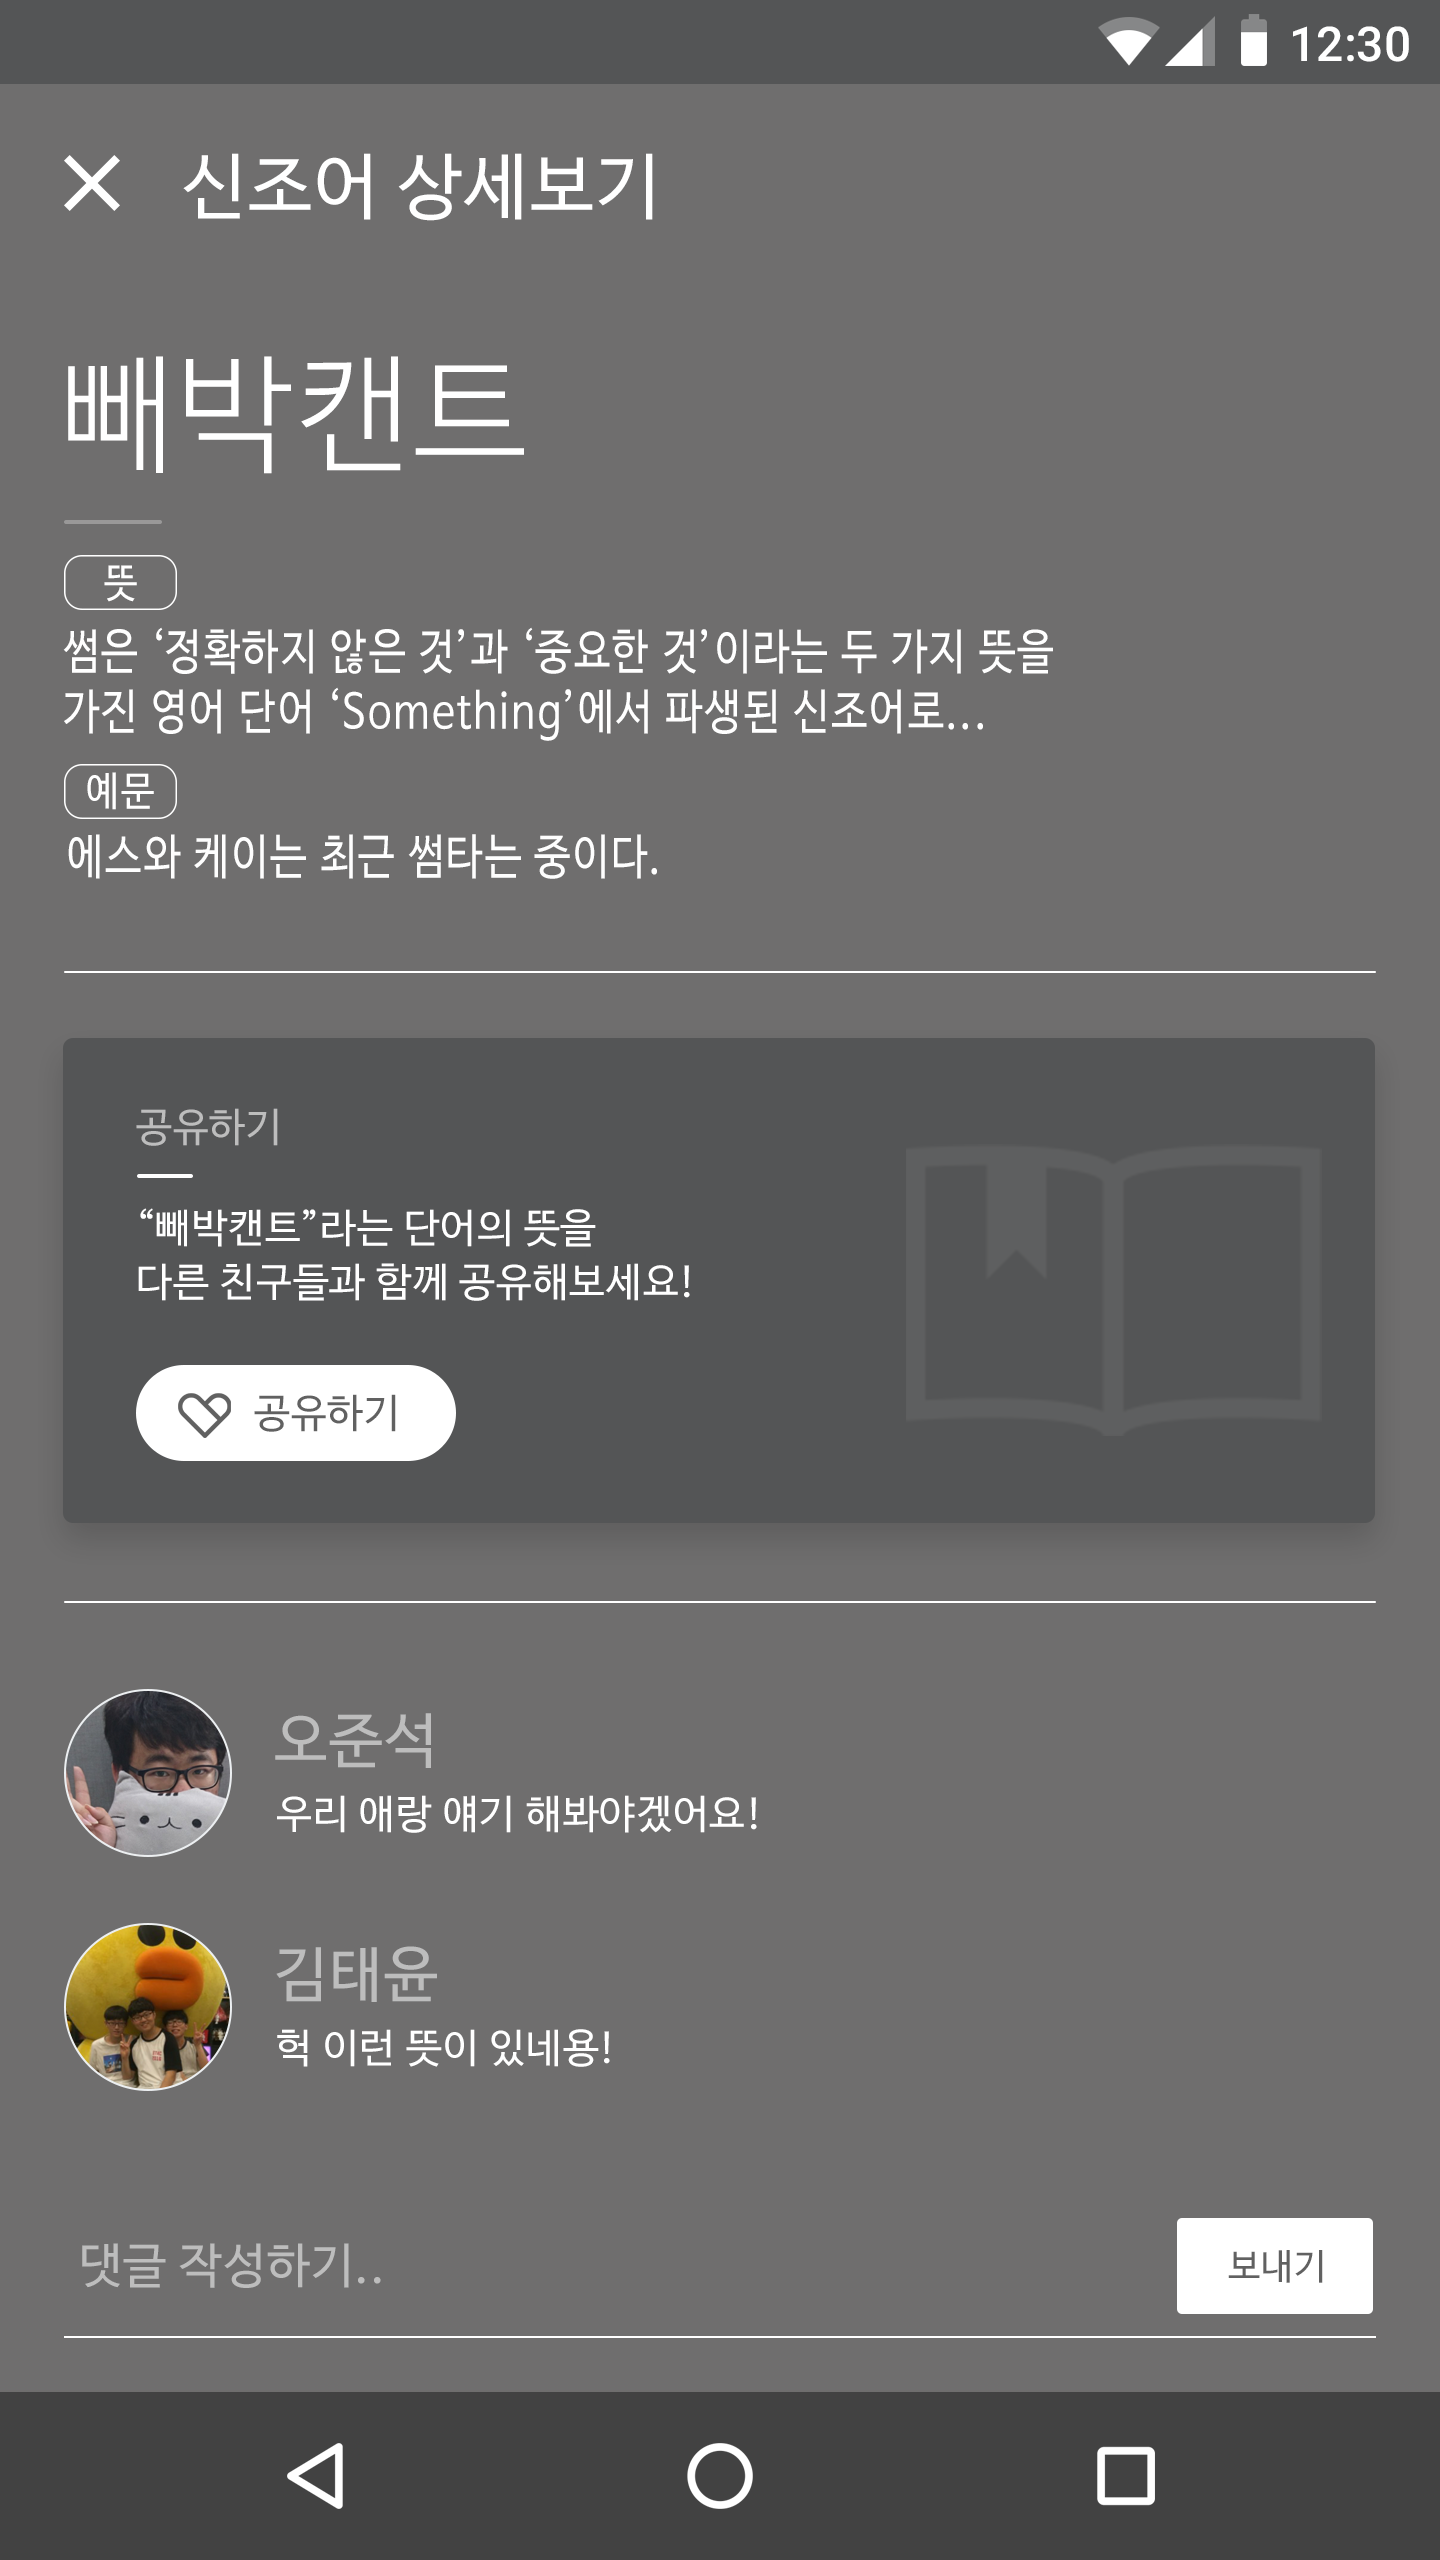 12:30
신조어 상세보기
빼박캔트
뜻
썸은 ‘정확하지 않은 것’과 ‘중요한 것’이라는 두 가지 뜻을
가진 영어 단어 ‘Something’에서 파생된 신조어로...
예문
에스와 케이는 최근 썸타는 중이다.
공유하기
“빼박캔트”라는 단어의 뜻을
다른 친구들과 함께 공유해보세요!
공유하기
오준석
우리 애랑 얘기 해봐야겠어요!
김태윤
헉 이런 뜻이 있네용!
댓글 작성하기..
보내기